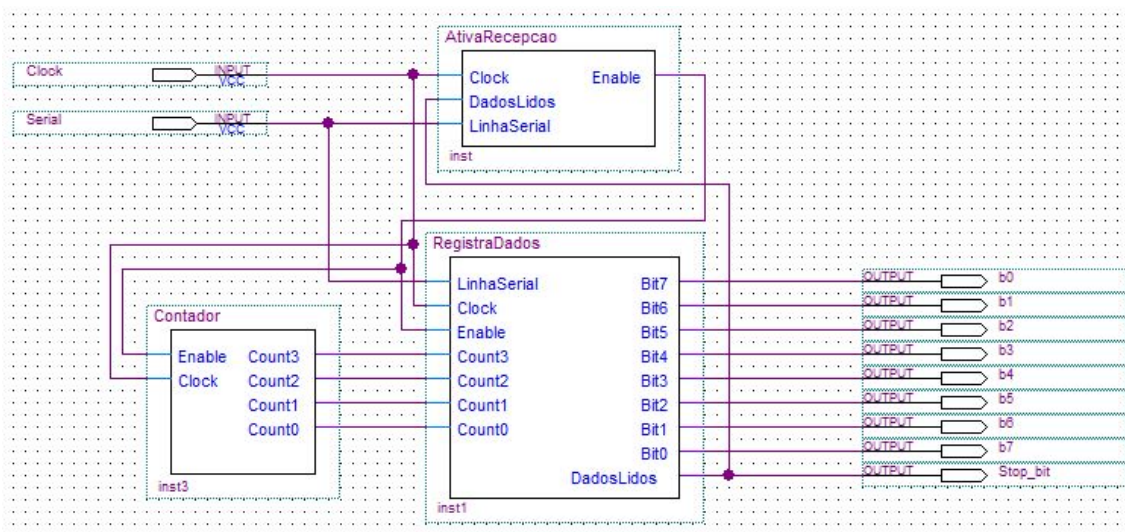 AtivaRecepcao
Clook INPUT VCC
Serial INPUT VCC
Clock Enable
DadosLidos
LinhaSerial
inst
RegistraDados
LinhaSerial Bit7
Clock Bit6
Enable Bit5
Count3 Bit4
Count2 Bit3
Count1 Bit2
Count0 Bit1
Bit0
DadosLidos
inst1
Contador
Enable Count3
Clock Count2
Count1
Count0
inst3
OUTPUT b0
OUTPUT b1
OUTPUT b2
OUTPUT b3
OUTPUT b4
OUTPUT b5
OUTPUT b6
OUTPUT b7
OUTPUT Stop_bit